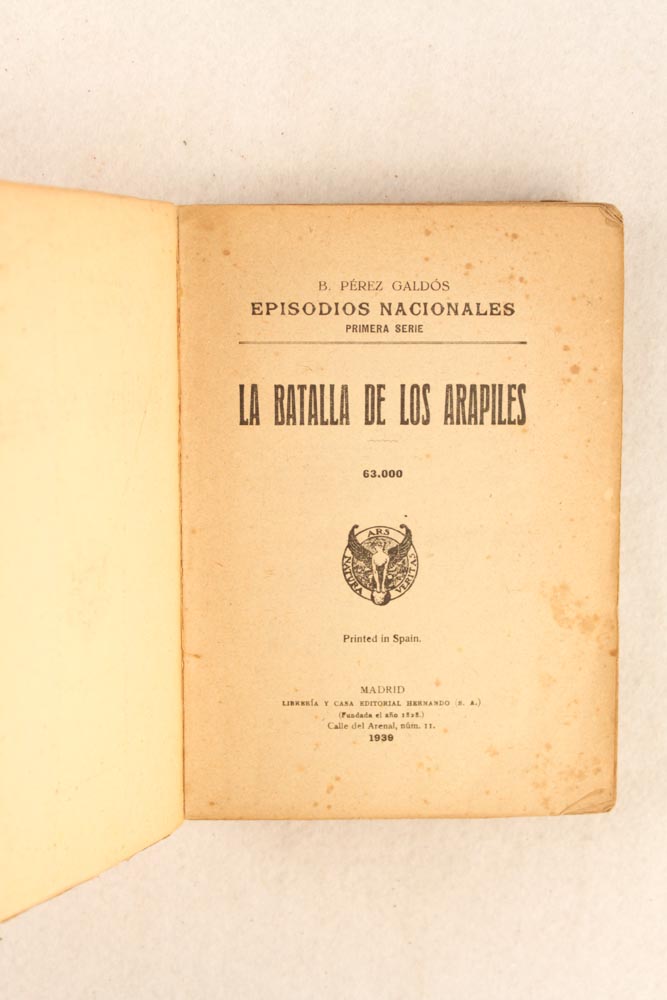 B. PÉREZ GALDÓS
EPISODIOS NACIONALES
PRIMERA SERIE
LA BATALLA DE LOS ARAPILES
63.000
ARS
NATURA
VERITAS
Printed in Spain.
MADRID
LIBRERÍA Y CASA EDITORIAL HERNANDO (S. A.)
(Fundada el año 1828.)
Calle del Arenal, núm. 11.
1939